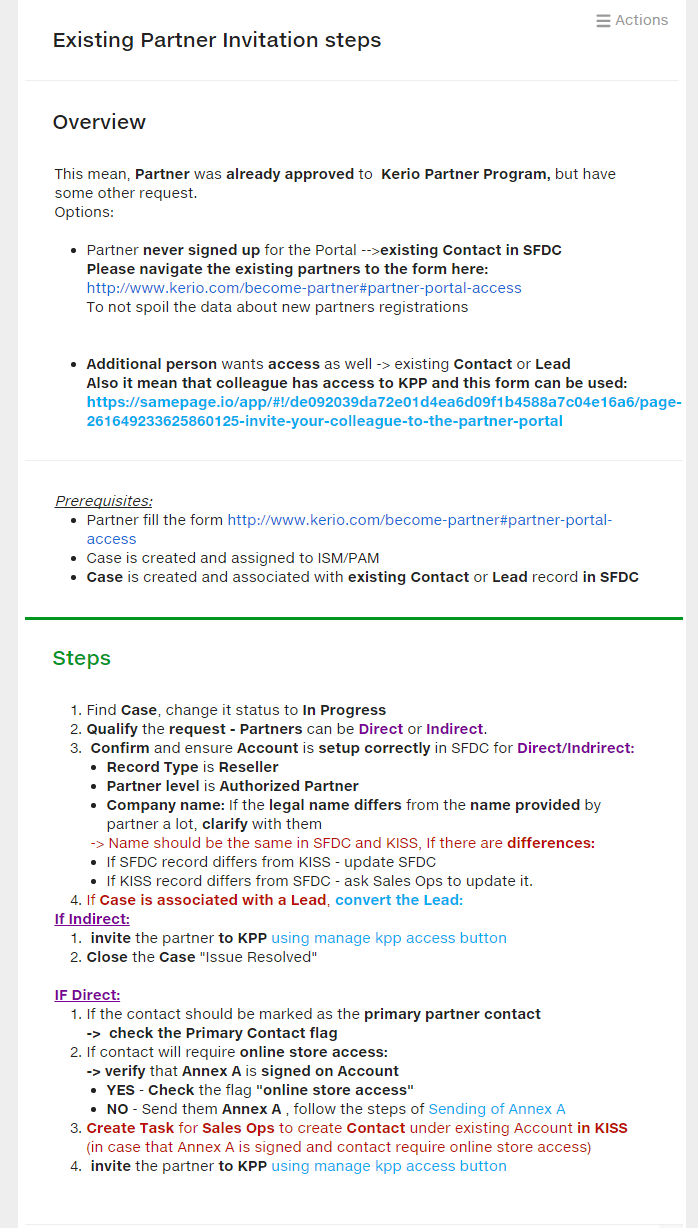 Actions
Existing Partner Invitation steps
Overview
This mean, Partner was already approved to  Kerio Partner Program, but have
some other request.
Options:
• Partner never signed up for the Portal -->existing Contact in SFDC
Please navigate the existing partners to the form here:
http://www.kerio.com/become-partner#partner-portal-access
To not spoil the data about new partners registrations
• Additional person wants access as well -> existing Contact or Lead
Also it mean that colleague has access to KPP and this form can be used:
https://samepage.io/app/#!/de092039da72e01d4ea6d09f1b4588a7c04e16a6/page-
261649233625860125-invite-your-colleague-to-the-partner-portal
Prerequisites:
• Partner fill the form http://www.kerio.com/become-partner#partner-portal-
access
• Case is created and assigned to ISM/PAM
• Case is created and associated with existing Contact or Lead record in SFDC
Steps
1. Find Case, change it status to In Progress
2. Qualify the request - Partners can be Direct or Indirect.
3. Confirm and ensure Account is setup correctly in SFDC for Direct/Indrirect:
• Record Type is Reseller
• Partner level is Authorized Partner
• Company name: If the legal name differs from the name provided by
partner a lot, clarify with them
-> Name should be the same in SFDC and KISS, If there are differences:
• If SFDC record differs from KISS - update SFDC
• If KISS record differs from SFDC - ask Sales Ops to update it.
4. If Case is associated with a Lead, convert the Lead:
If Indirect:
1. invite the partner to KPP using manage kpp access button
2. Close the Case "Issue Resolved"
IF Direct:
1. If the contact should be marked as the primary partner contact
->  check the Primary Contact flag
2. If contact will require online store access:
-> verify that Annex A is signed on Account
• YES - Check the flag "online store access"
• NO - Send them Annex A , follow the steps of Sending of Annex A
3. Create Task for Sales Ops to create Contact under existing Account in KISS
(in case that Annex A is signed and contact require online store access)
4. invite the partner to KPP using manage kpp access button